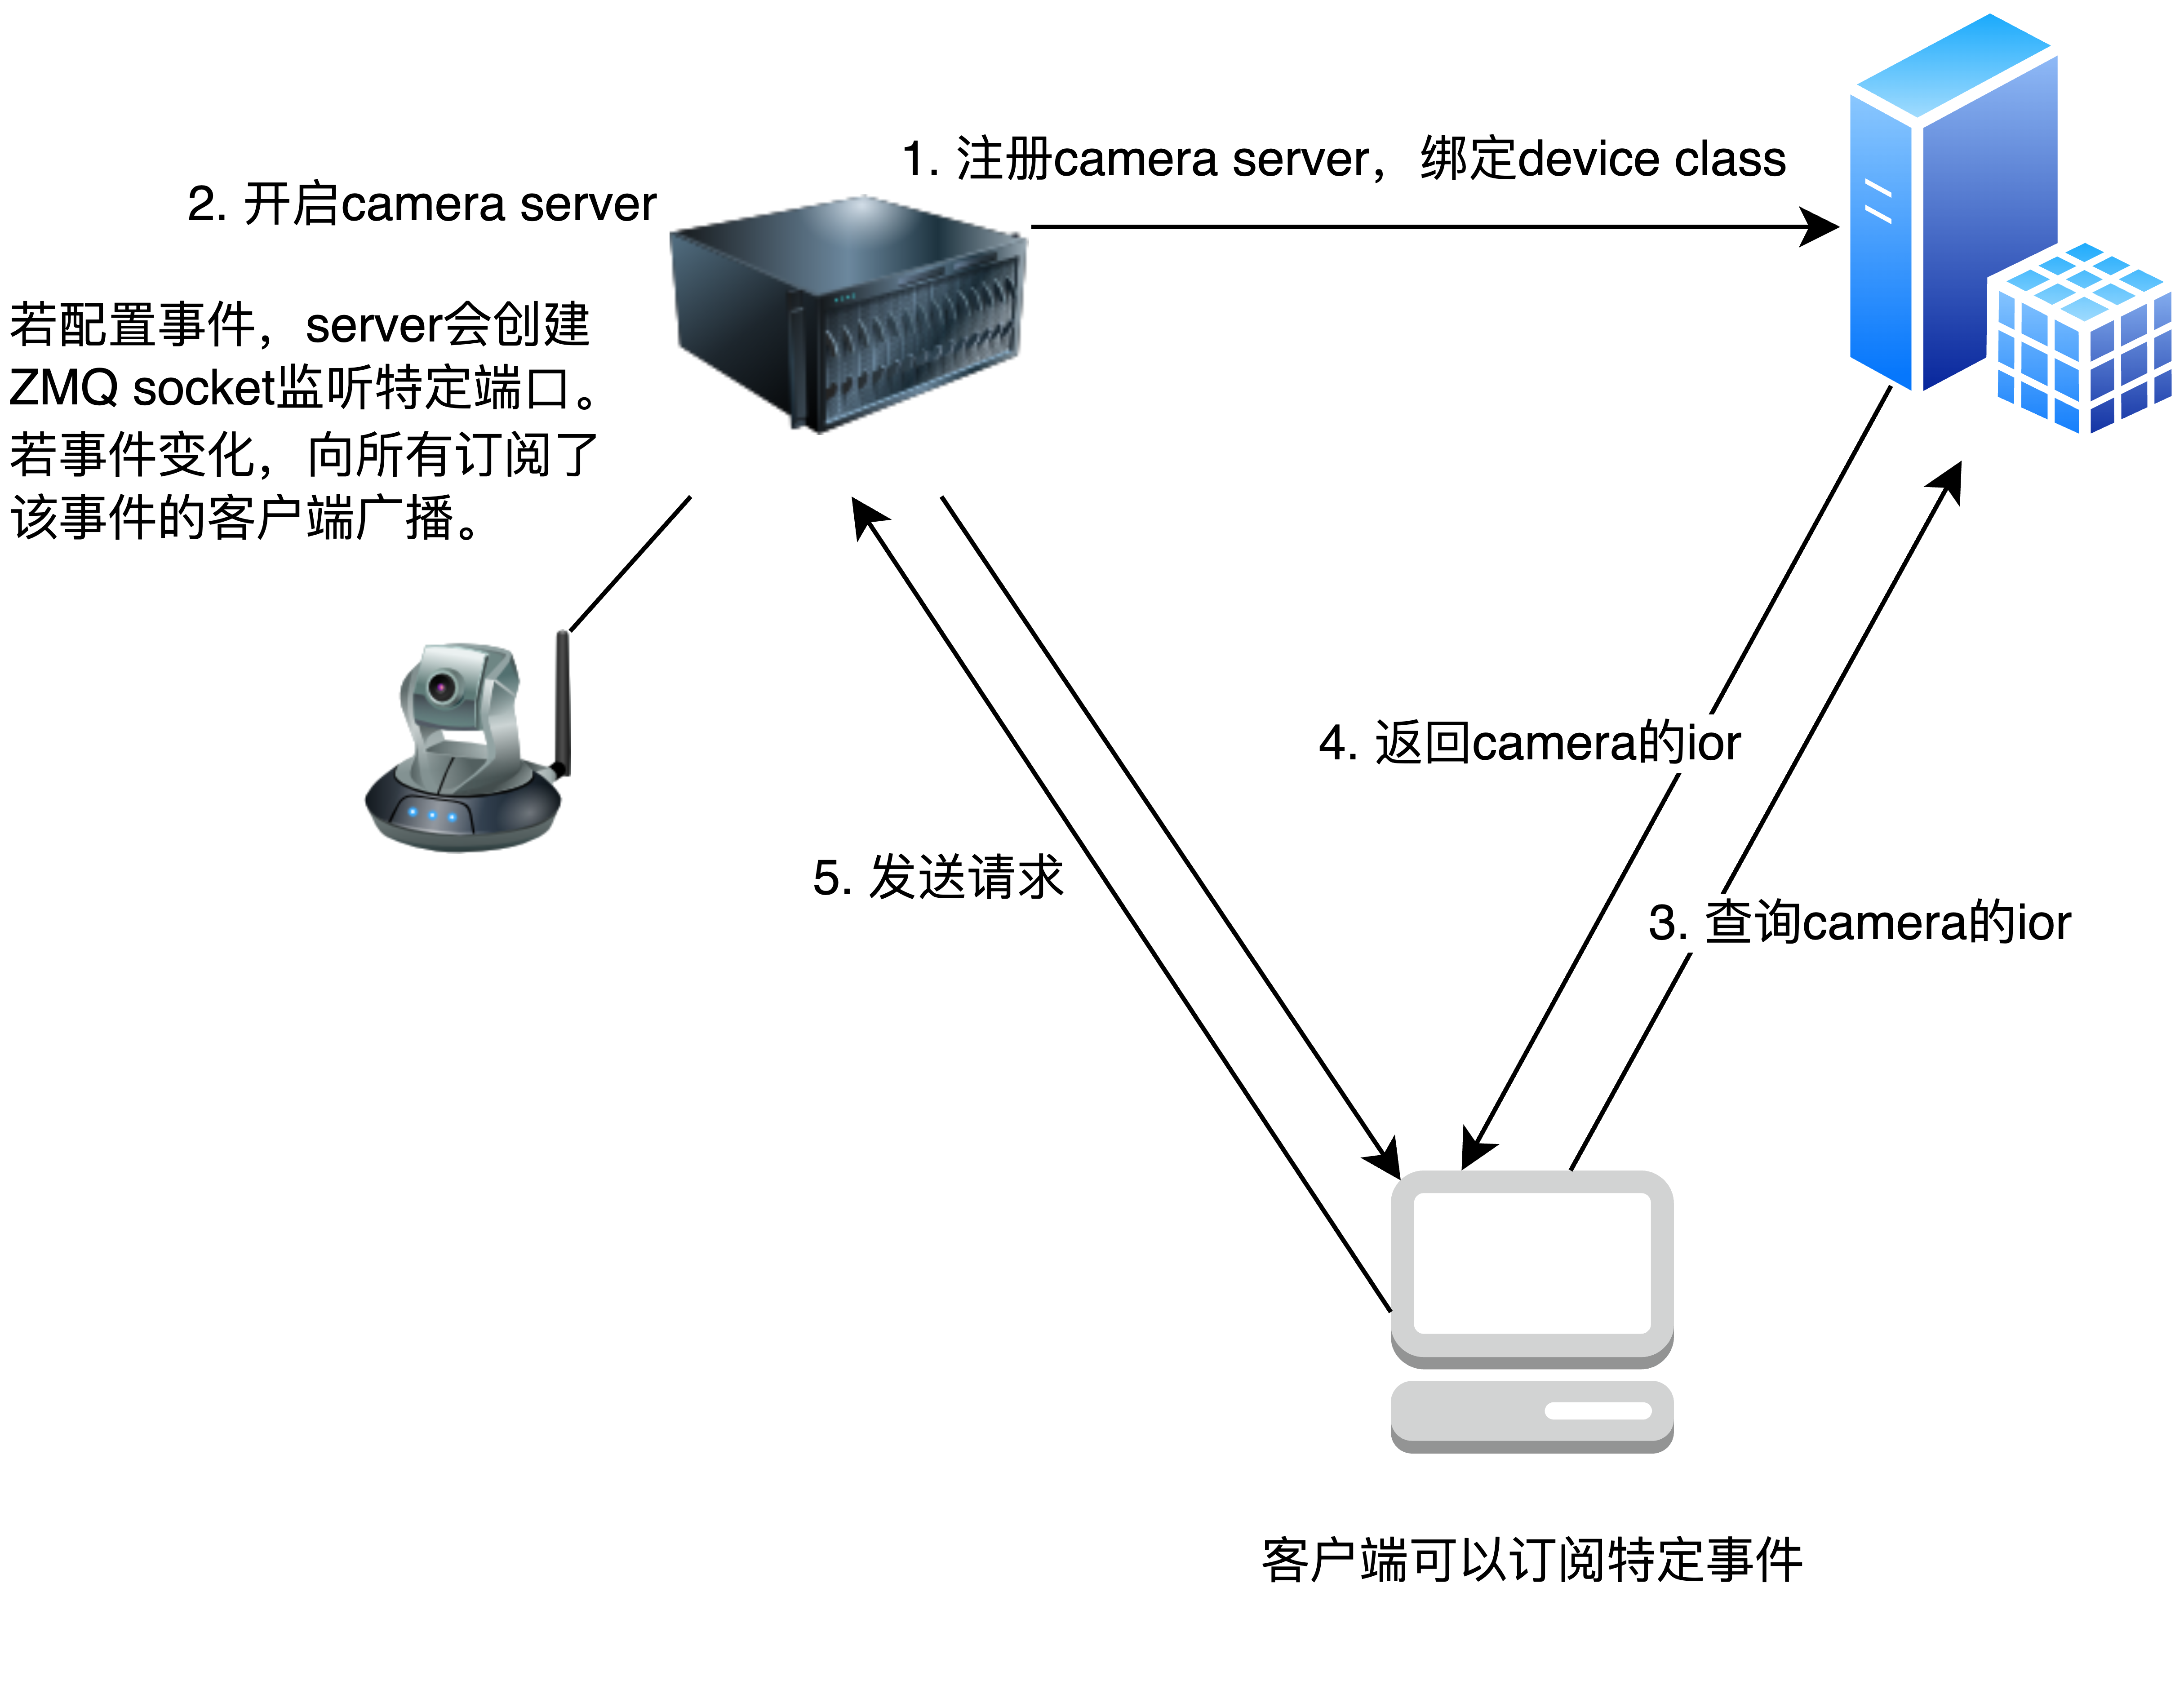 1. 注册camera server，绑定device class
2. 开启camera server
若配置事件，server会创建
ZMQ socket监听特定端口。
若事件变化，向所有订阅了
该事件的客户端广播。
4. 返回camera的ior
5. 发送请求
3. 查询camera的ior
客户端可以订阅特定事件